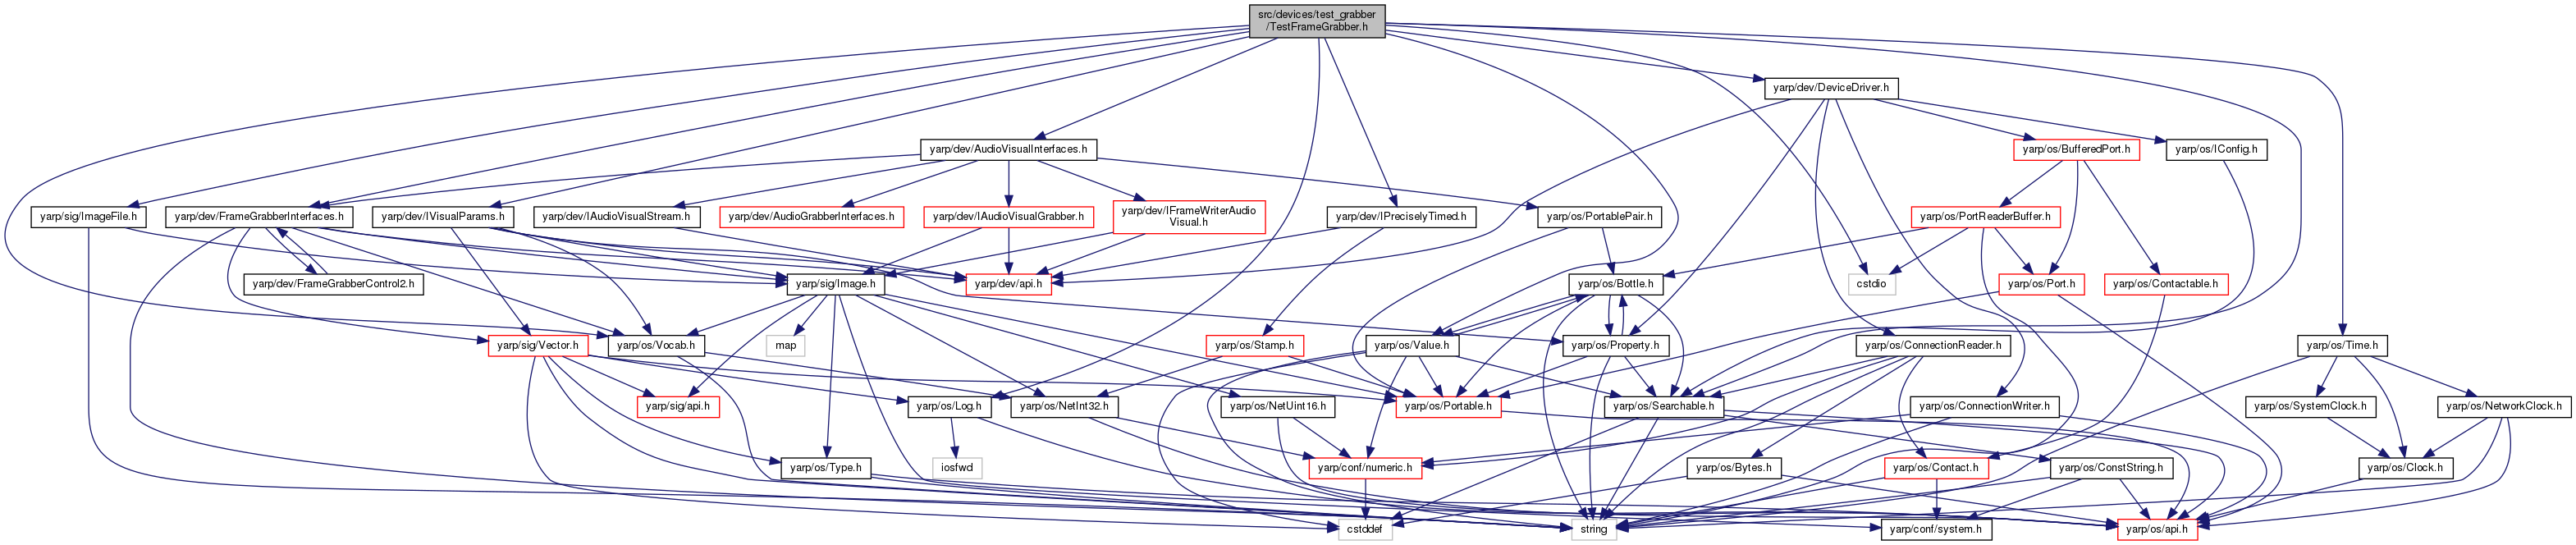 src/devices/test_grabber
/TestFrameGrabber.h
yarp/dev/DeviceDriver.h
yarp/dev/AudioVisualInterfaces.h
yarp/os/BufferedPort.h
yarp/os/IConfig.h
yarp/sig/ImageFile.h
yarp/dev/FrameGrabberInterfaces.h
yarp/dev/IVisualParams.h
yarp/dev/IAudioVisualStream.h
yarp/dev/AudioGrabberInterfaces.h
yarp/dev/IAudioVisualGrabber.h
yarp/dev/IFrameWriterAudio
Visual.h
yarp/dev/IPreciselyTimed.h
yarp/os/PortablePair.h
yarp/os/PortReaderBuffer.h
yarp/dev/FrameGrabberControl2.h
yarp/sig/Image.h
yarp/dev/api.h
yarp/os/Bottle.h
cstdio
yarp/os/Port.h
yarp/os/Contactable.h
yarp/sig/Vector.h
yarp/os/Vocab.h
map
yarp/os/Stamp.h
yarp/os/Value.h
yarp/os/Property.h
yarp/os/ConnectionReader.h
yarp/os/Time.h
yarp/sig/api.h
yarp/os/Log.h
yarp/os/NetInt32.h
yarp/os/NetUint16.h
yarp/os/Portable.h
yarp/os/Searchable.h
yarp/os/ConnectionWriter.h
yarp/os/SystemClock.h
yarp/os/NetworkClock.h
yarp/os/Type.h
iosfwd
yarp/conf/numeric.h
yarp/os/Bytes.h
yarp/os/Contact.h
yarp/os/ConstString.h
yarp/os/Clock.h
cstddef
string
yarp/conf/system.h
yarp/os/api.h